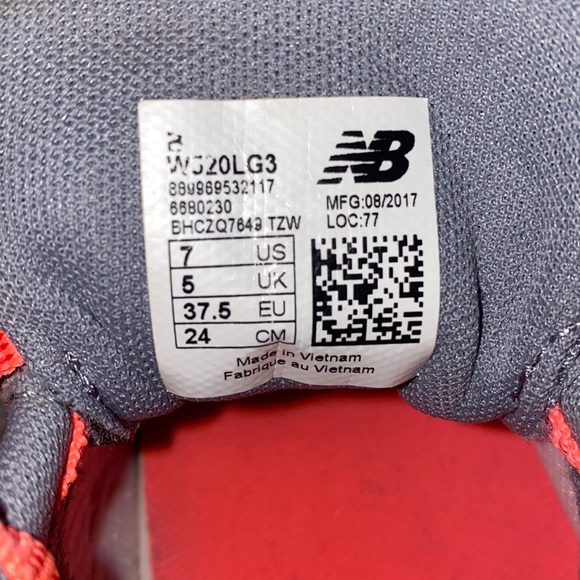 W520LG3
889969532117
6680230
BHCZQ7649 TZW
NB
MFG:08/2017
LOC:77
7 US
5 UK
37.5 EU
24 CM
Made in Vietnam
Fabriqué au Vietnam